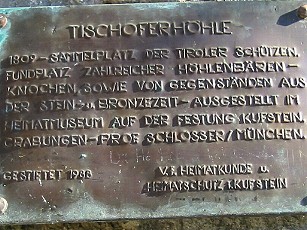 TISCHOFERHÖHLE
1809 - SAMMELPLATZ DER TIROLER SCHÜTZEN.
FUNDPLATZ ZAHLREICHER HÖHLENBÄREN-
KNOCHEN, SOWIE VON GEGENSTÄNDEN AUS
DER STEIN- U. BRONZEZEIT - AUSGESTELLT IM
HEIMATMUSEUM AUF DER FESTUNG KUFSTEIN.
GRABUNGEN - PROF. SCHLOSSER / MÜNCHEN.
GESTIFTET 1988
V. F. HEIMATKUNDE U.
HEIMATSCHUTZ I. KUFSTEIN